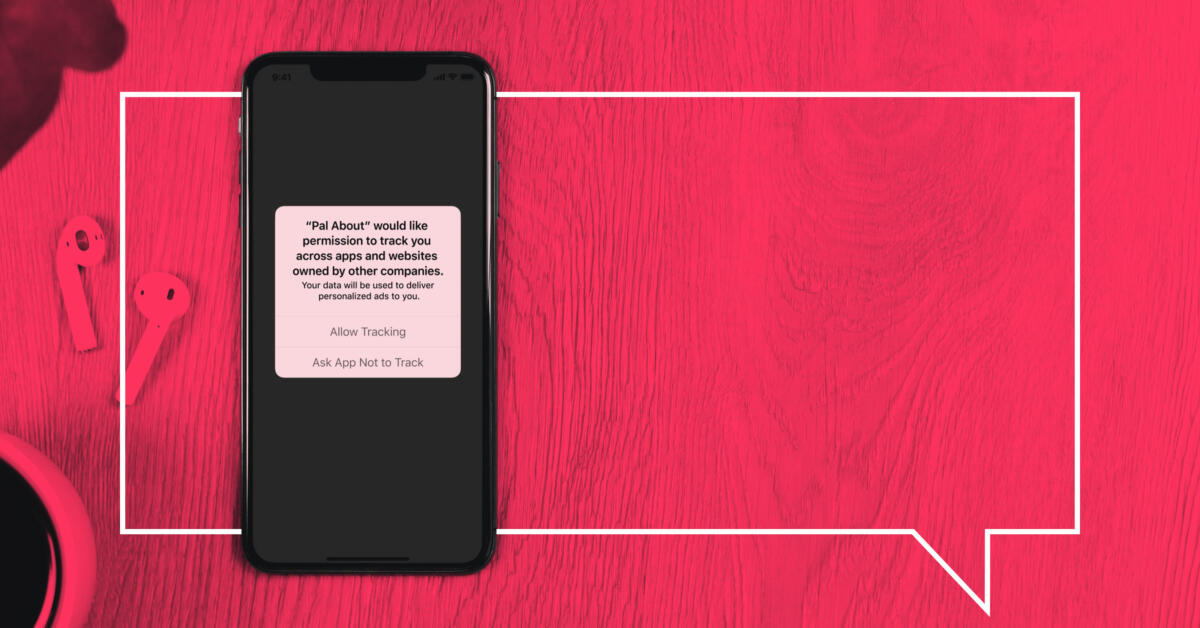 9:41
“Pal About” would like
permission to track you
across apps and websites
owned by other companies.
Your data will be used to deliver
personalized ads to you.
Allow Tracking
Ask App Not to Track